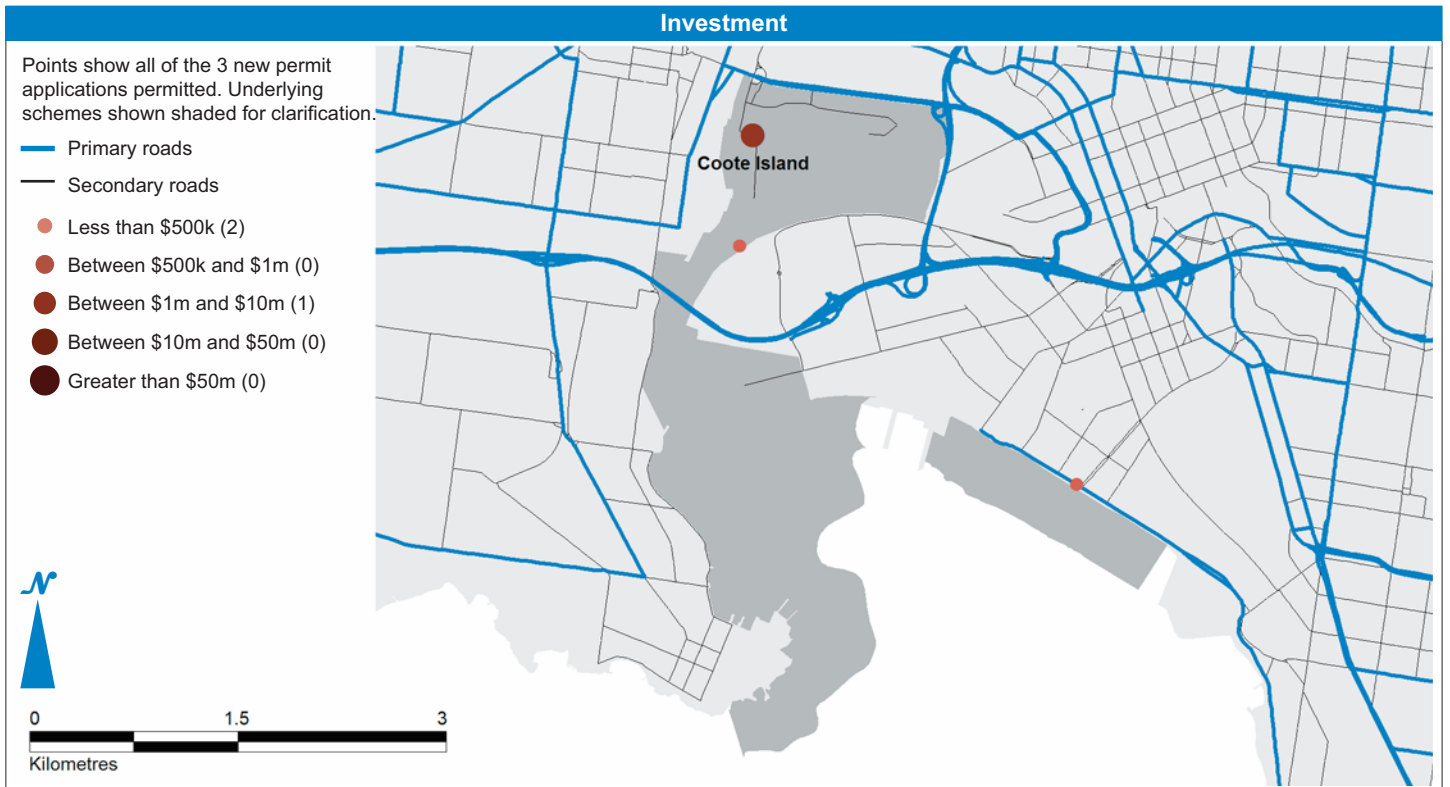 Investment
Points show all of the 3 new permit
applications permitted. Underlying
schemes shown shaded for clarification.
Primary roads
Secondary roads
Less than $500k (2)
Between $500k and $1m (0)
Between $1m and $10m (1)
Between $10m and $50m (0)
Greater than $50m (0)
Coote Island
N
0 1.5 3
Kilometres